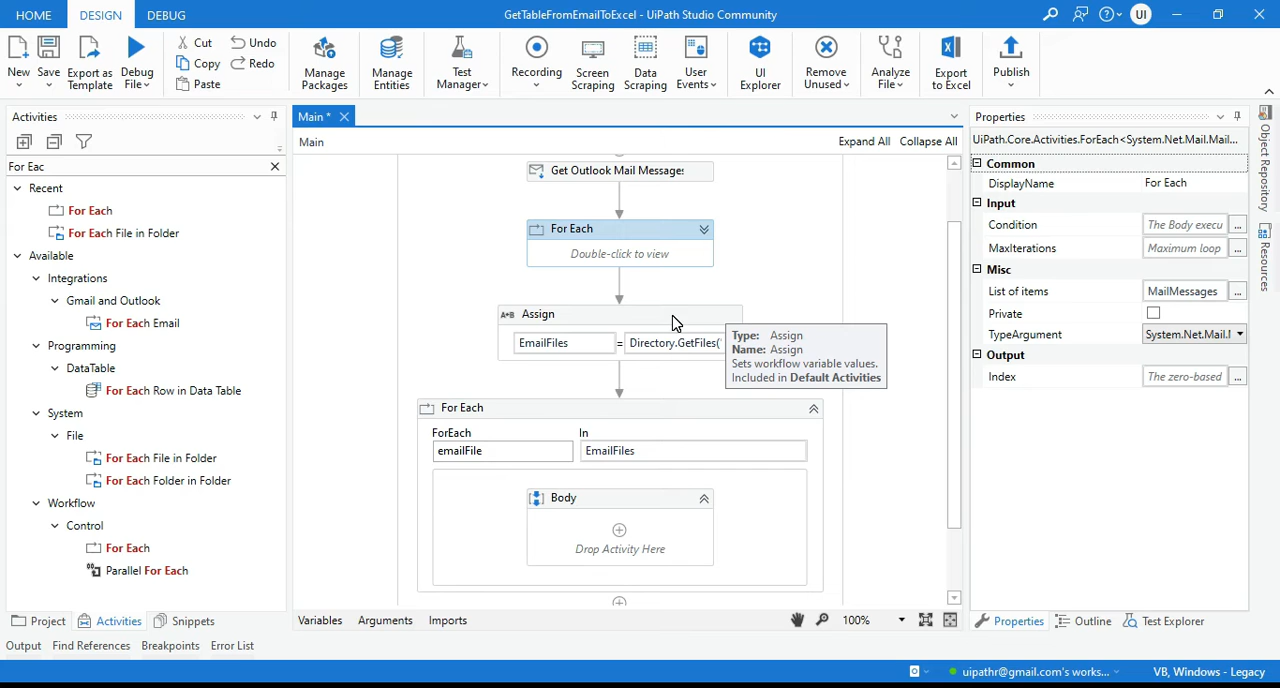 HOME DESIGN DEBUG GetTableFromEmailToExcel - UiPath Studio Community UI
New Save Export as Template Debug File Cut Copy Paste Undo Redo Manage Packages Manage Entities Test Manager Recording Screen Scraping Data Scraping User Events UI Explorer Remove Unused Analyze File Export to Excel Publish
Activities
For Eac
Recent
For Each
For Each File in Folder
Available
Integrations
Gmail and Outlook
For Each Email
Programming
DataTable
For Each Row in Data Table
System
File
For Each File in Folder
For Each Folder in Folder
Workflow
Control
For Each
Parallel For Each
Project Activities Snippets
Main *
Main Expand All Collapse All
Get Outlook Mail Messages
For Each
Double-click to view
A+B Assign
EmailFiles = Directory.GetFiles("
Type: Assign
Name: Assign
Sets workflow variable values.
Included in Default Activities
For Each
ForEach In
emailFile EmailFiles
Body
Drop Activity Here
Variables Arguments Imports 100%
Properties
UiPath.Core.Activities.ForEach<System.Net.Mail.Mail...
Common
DisplayName For Each
Input
Condition The Body execu ...
MaxIterations Maximum loop ...
Misc
List of items MailMessages ...
Private
TypeArgument System.Net.Mail.
Output
Index The zero-based ...
Properties Outline Test Explorer
Object Repository
Resources
Output Find References Breakpoints Error List
uipathr@gmail.com's works... VB, Windows - Legacy